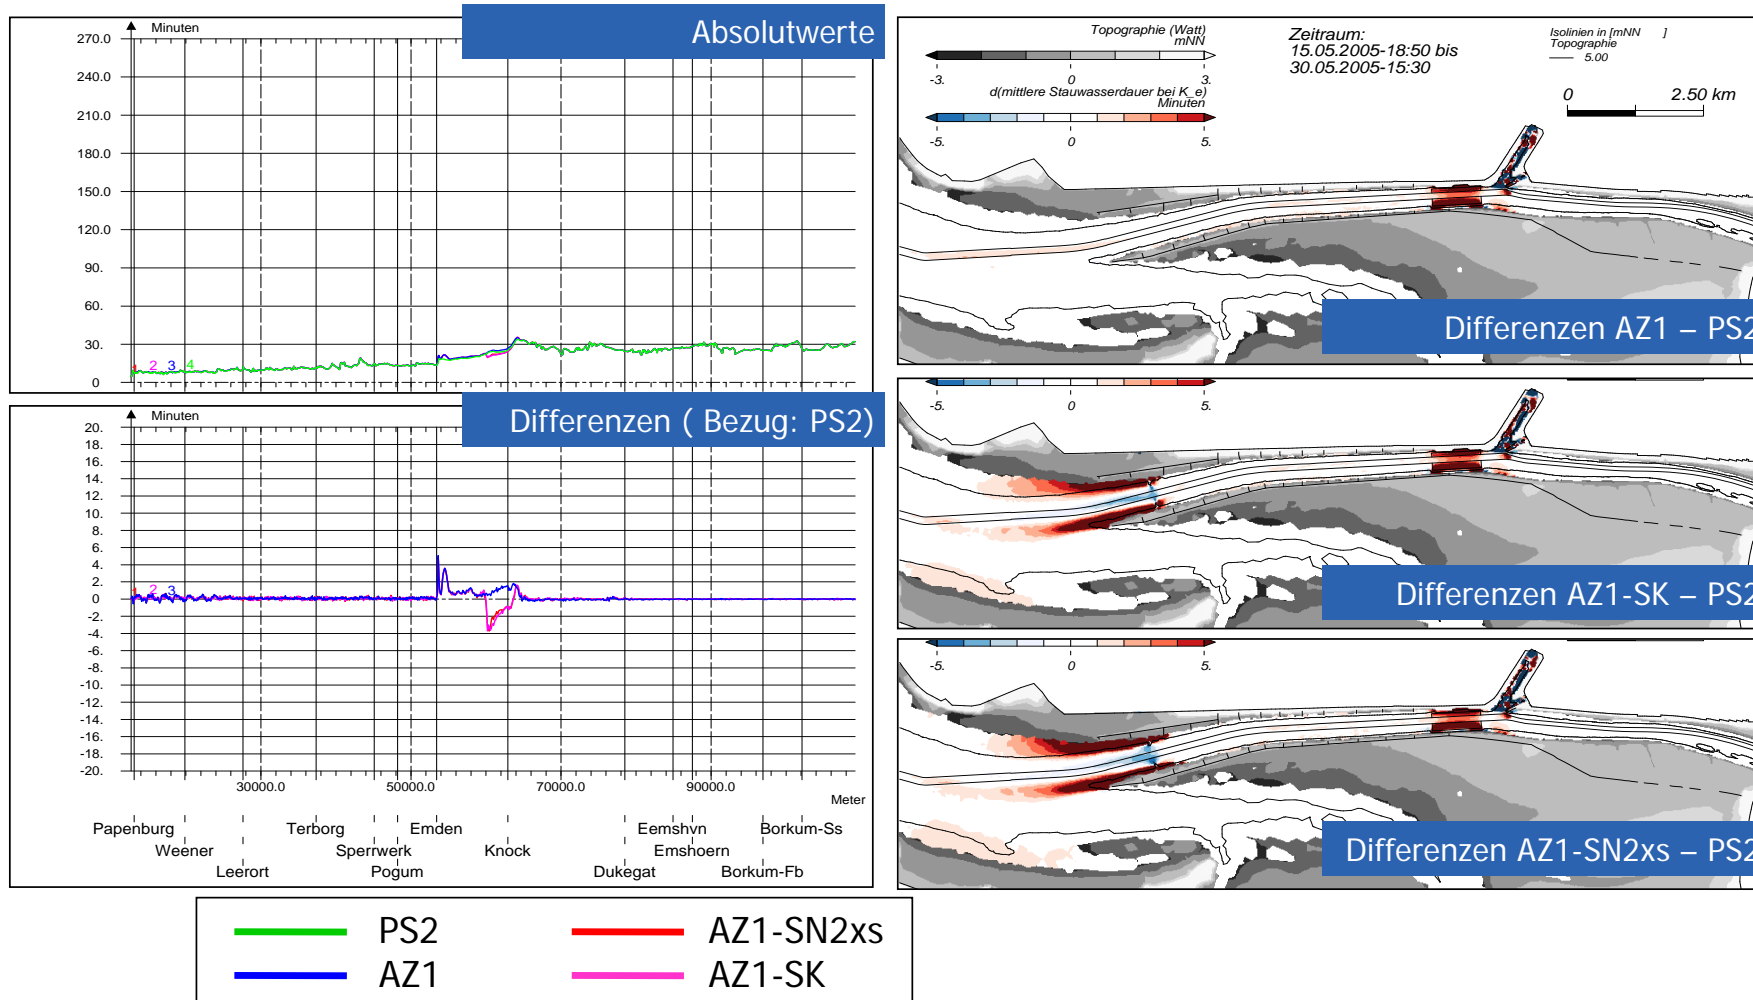 Absolutwerte
Minuten
270.0
240.0
210.0
180.0
150.0
120.0
90.
60.
30.
0
2 3 4
Differenzen ( Bezug: PS2)
Minuten
20.
18.
16.
14.
12.
10.
8.
6.
4.
2.
0
-2.
-4.
-6.
-8.
-10.
-12.
-14.
-16.
-18.
-20.
2 3
30000.0 50000.0 70000.0 90000.0
Meter
Papenburg Terborg Emden Eemshvn Borkum-Ss
Weener Sperrwerk Knock Emshoern
Leerort Pogum Dukegat Borkum-Fb
PS2 AZ1-SN2xs
AZ1 AZ1-SK
Topographie (Watt)
mNN
-3. 0 3.
d(mittlere Stauwasserdauer bei K_e)
Minuten
-5. 0 5.
Zeitraum:
15.05.2005-18:50 bis
30.05.2005-15:30
Isolinien in [mNN ]
Topographie
5.00
0 2.50 km
Differenzen AZ1 – PS2
-5. 0 5.
Differenzen AZ1-SK – PS2
-5. 0 5.
Differenzen AZ1-SN2xs – PS2